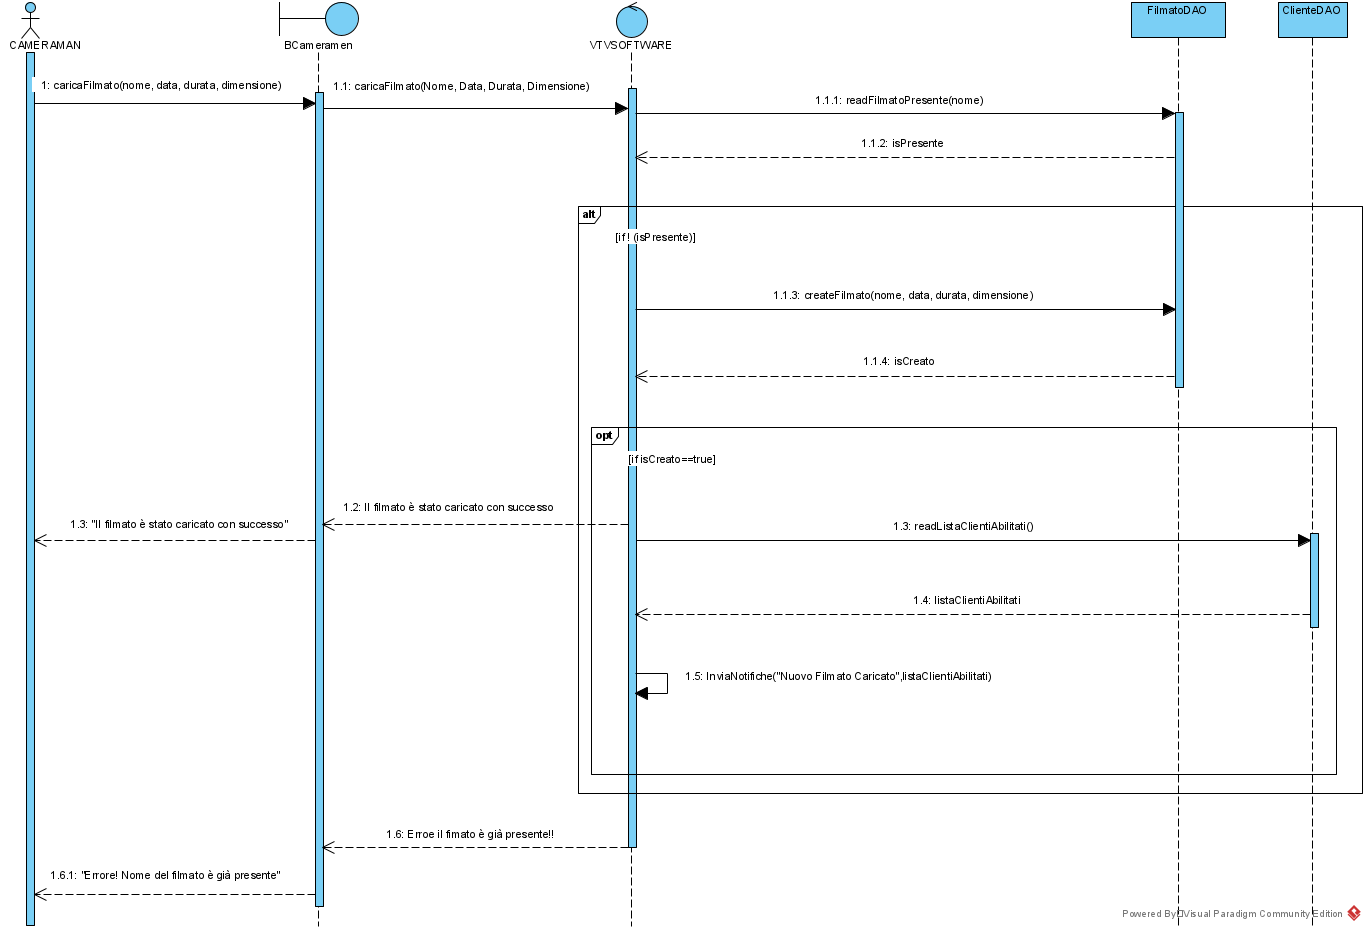 CAMERAMAN
BCameramen
VTVSOFTWARE
FilmatoDAO
ClienteDAO
1: caricaFilmato(nome, data, durata, dimensione)
1.1: caricaFilmato(Nome, Data, Durata, Dimensione)
1.1.1: readFilmatoPresente(nome)
1.1.2: isPresente
alt
[if ! (isPresente)]
1.1.3: createFilmato(nome, data, durata, dimensione)
1.1.4: isCreato
opt
[if isCreato==true]
1.2: Il filmato è stato caricato con successo
1.3: "Il filmato è stato caricato con successo"
1.3: readListaClientiAbilitati()
1.4: listaClientiAbilitati
1.5: InviaNotifiche("Nuovo Filmato Caricato",listaClientiAbilitati)
1.6: Erroe il fimato è già presente!!
1.6.1: "Errore! Nome del filmato è già presente"
Powered By Visual Paradigm Community Edition